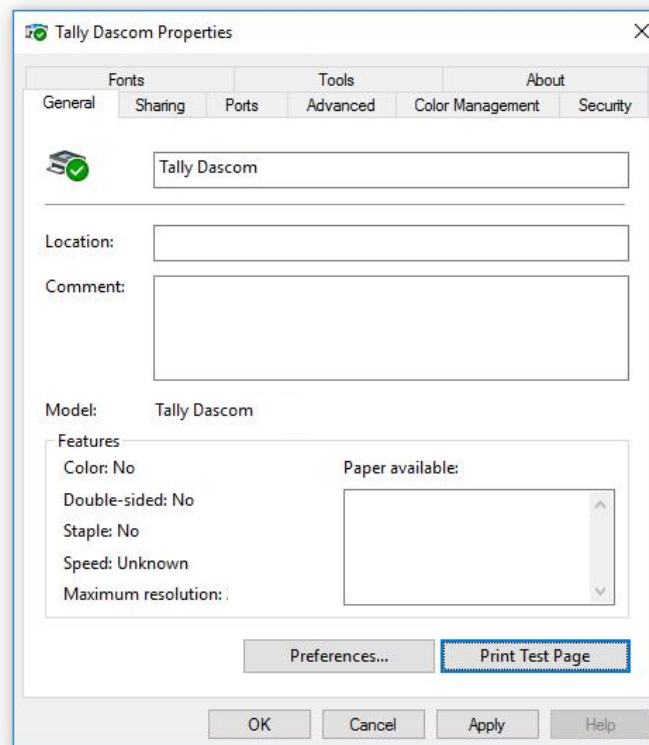 Tally Dascom Properties
Fonts Tools About
General Sharing Ports Advanced Color Management Security
Tally Dascom
Location:
Comment:
Model: Tally Dascom
Features
Color: No
Paper available:
Double-sided: No
Staple: No
Speed: Unknown
Maximum resolution:
Preferences... Print Test Page
OK Cancel Apply Help